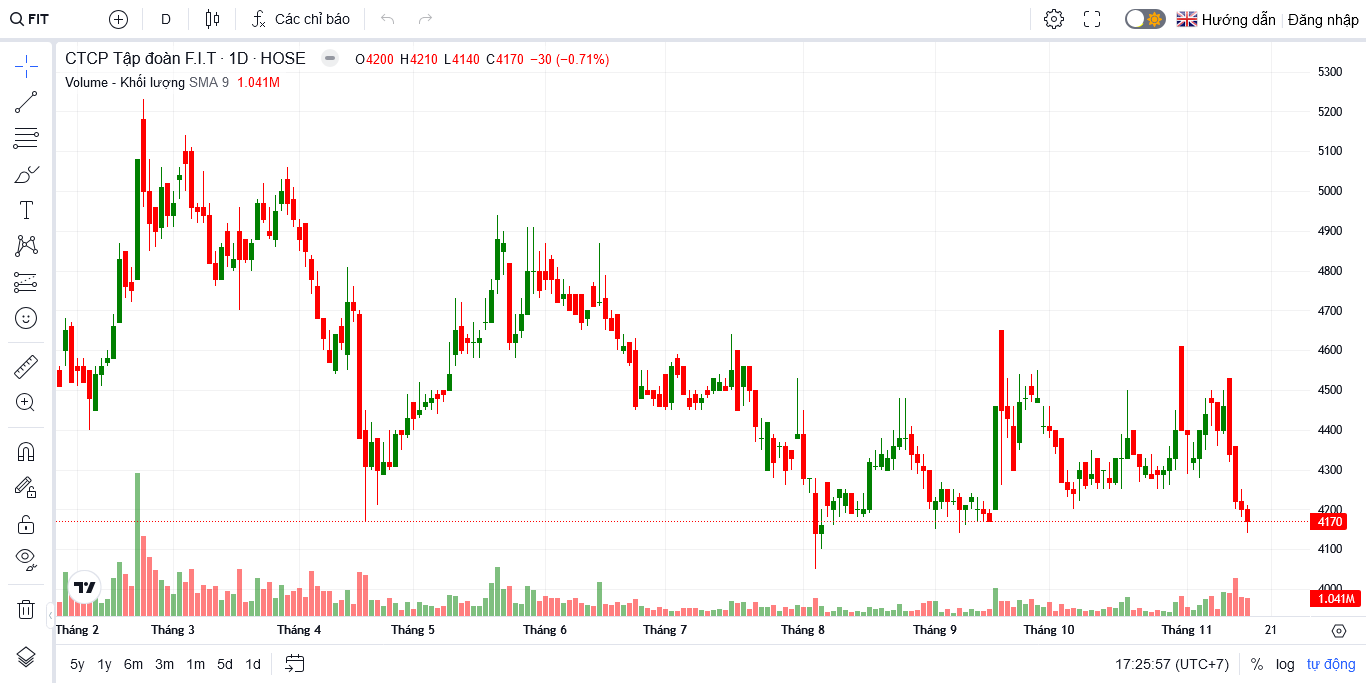 FIT D Các chỉ báo Hướng dẫn Đăng nhập
CTCP Tập đoàn F.I.T · 1D · HOSE O4200 H4210 L4140 C4170 −30 (−0.71%)
Volume - Khối lượng SMA 9 1.041M
5300
5200
5100
5000
4900
4800
4700
4600
4500
4400
4300
4200
4170
4100
4000
1.041M
Tháng 2 Tháng 3 Tháng 4 Tháng 5 Tháng 6 Tháng 7 Tháng 8 Tháng 9 Tháng 10 Tháng 11 21
5y 1y 6m 3m 1m 5d 1d 17:25:57 (UTC+7) % log tự động